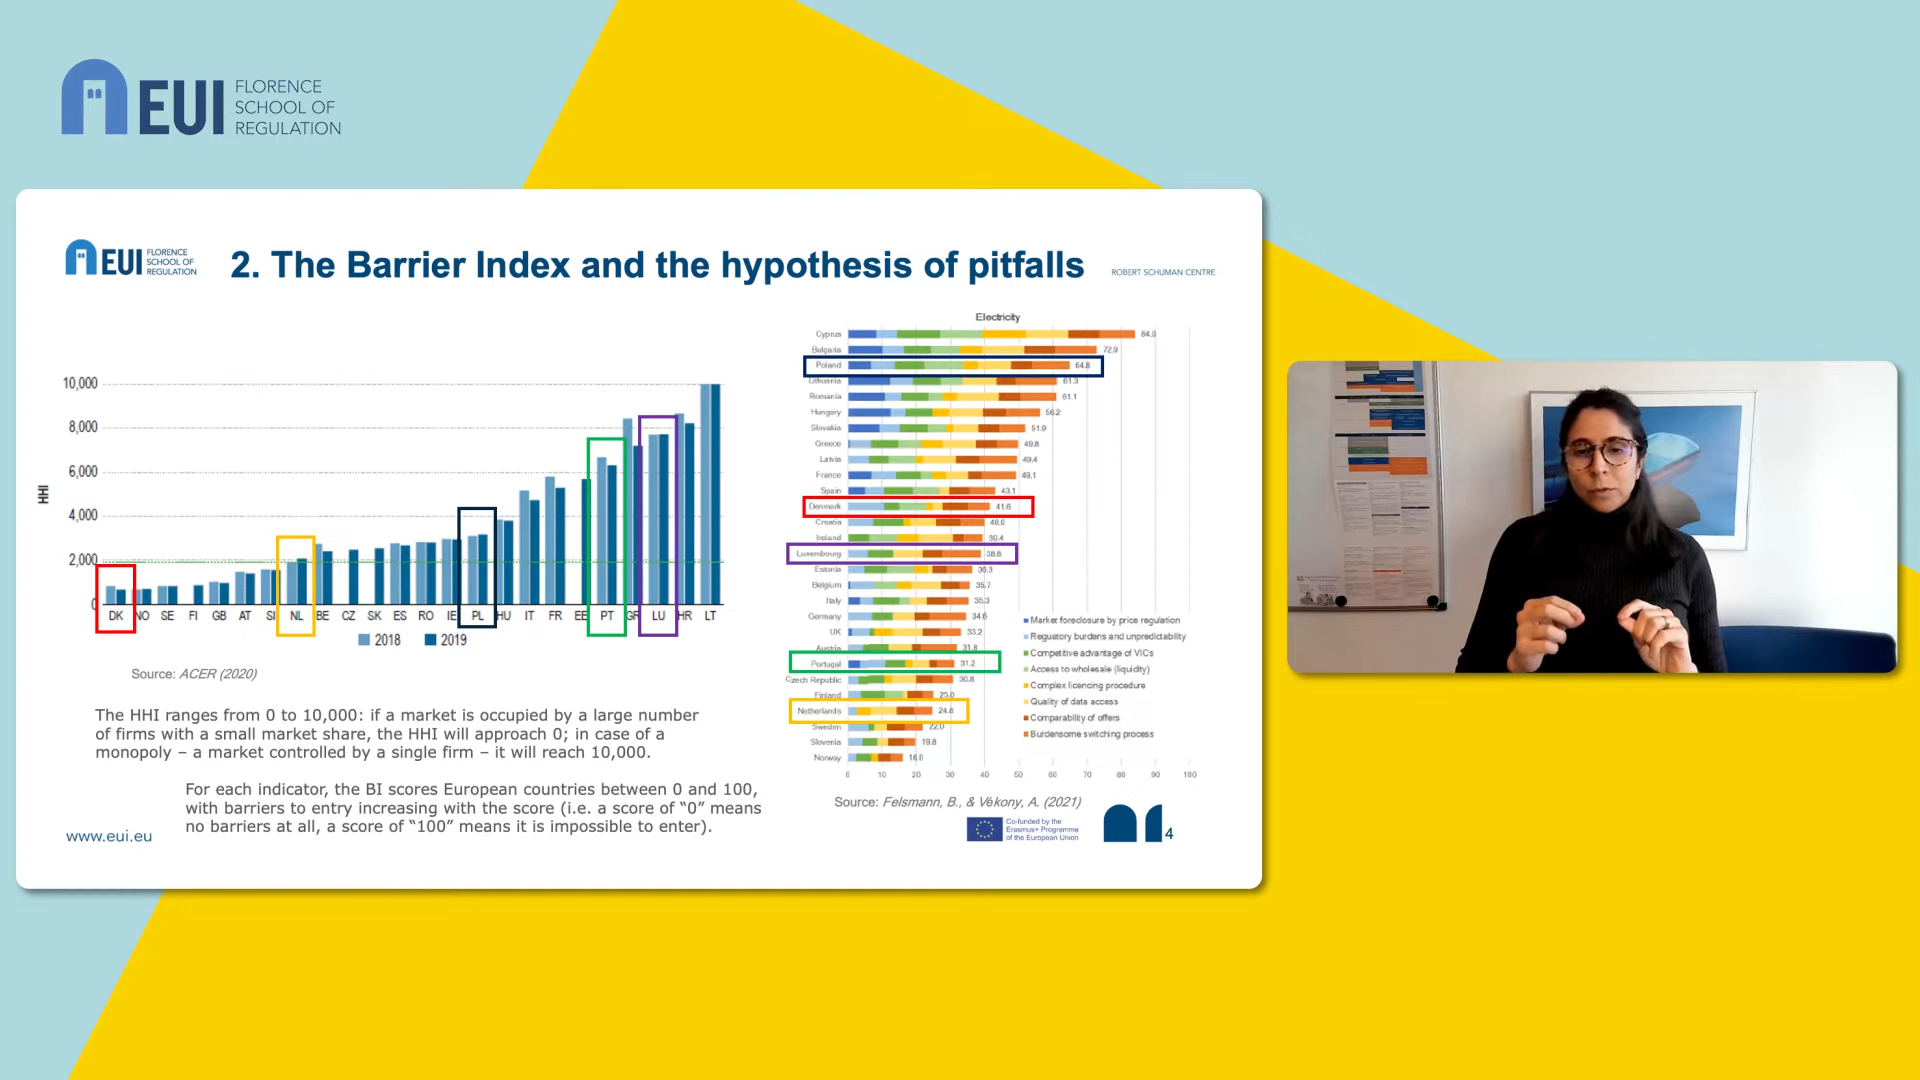 EUI
FLORENCE
SCHOOL OF
REGULATION
EUI
FLORENCE
SCHOOL OF
REGULATION
2. The Barrier Index and the hypothesis of pitfalls
ROBERT SCHUMAN CENTRE
HHI
10,000
8,000
6,000
4,000
2,000
0
DK NO SE FI GB AT SI NL BE CZ SK ES RO IE PL HU IT FR EE PT GR LU HR LT
2018 2019
Source: ACER (2020)
The HHI ranges from 0 to 10,000: if a market is occupied by a large number
of firms with a small market share, the HHI will approach 0; in case of a
monopoly – a market controlled by a single firm – it will reach 10,000.
For each indicator, the BI scores European countries between 0 and 100,
with barriers to entry increasing with the score (i.e. a score of “0” means
no barriers at all, a score of “100” means it is impossible to enter).
www.eui.eu
Electricity
Cyprus
Bulgaria 72.9
Poland 64.8
Lithuania 61.3
Romania 61.1
Hungary 56.2
Slovakia 51.9
Greece 49.8
Latvia 49.4
France 49.1
Spain 43.1
Denmark 41.6
Croatia
Ireland 39.4
Luxembourg 38.8
Estonia 36.3
Belgium 35.7
Italy 35.3
Germany 34.6
UK 33.2
Austria 31.8
Portugal 31.2
Czech Republic 30.8
Finland 25.0
Netherlands 24.6
Sweden 22.0
Slovenia 19.8
Norway
0 10 20 30 40 50 60 70 80 90 100
Market foreclosure by price regulation
Reguatory burdens and unpredictability
Competitive advantage of VICs
Access to wholesale (liquidity)
Complex licencing procedure
Quality of data access
Comparability of offers
Burdensome switching process
Source: Felsmann, B., & Vékony, A. (2021)
Co-funded by the
Erasmus+ Programme
of the European Union
4